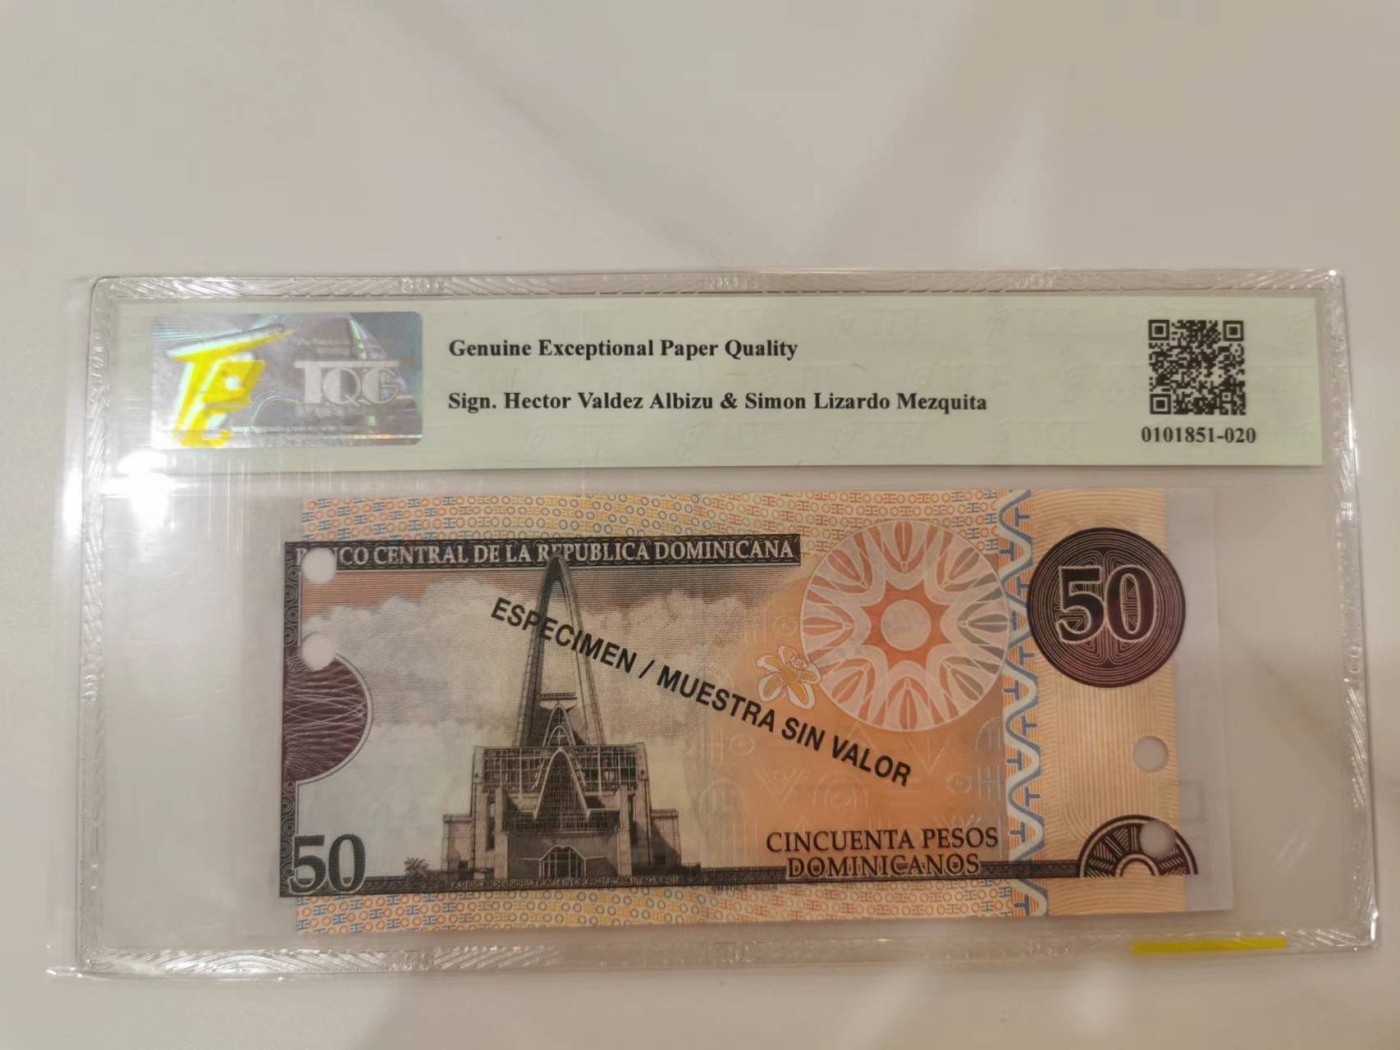 TQG
Genuine Exceptional Paper Quality
Sign. Hector Valdez Albizu & Simon Lizardo Mezquita
0101851-020
CENTRAL DE LA REPUBLICA DOMINICANA
50
ESPECIMEN / MUESTRA SIN VALOR
50
CINCUENTA PESOS
DOMINICANOS